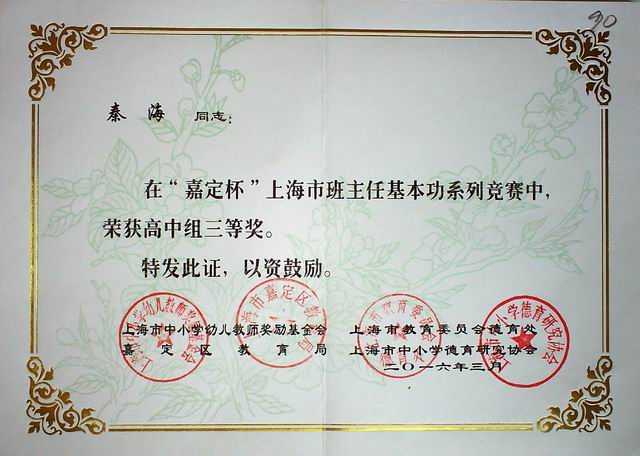 90
秦海 同志：
在“嘉定杯”上海市班主任基本功系列竞赛中，
荣获高中组三等奖。
特发此证，以资鼓励。
上海市中小学幼儿教师奖励基金会 上海市教育委员会德育处
嘉定区教育局 上海市中小学德育研究协会
二〇一六年三月